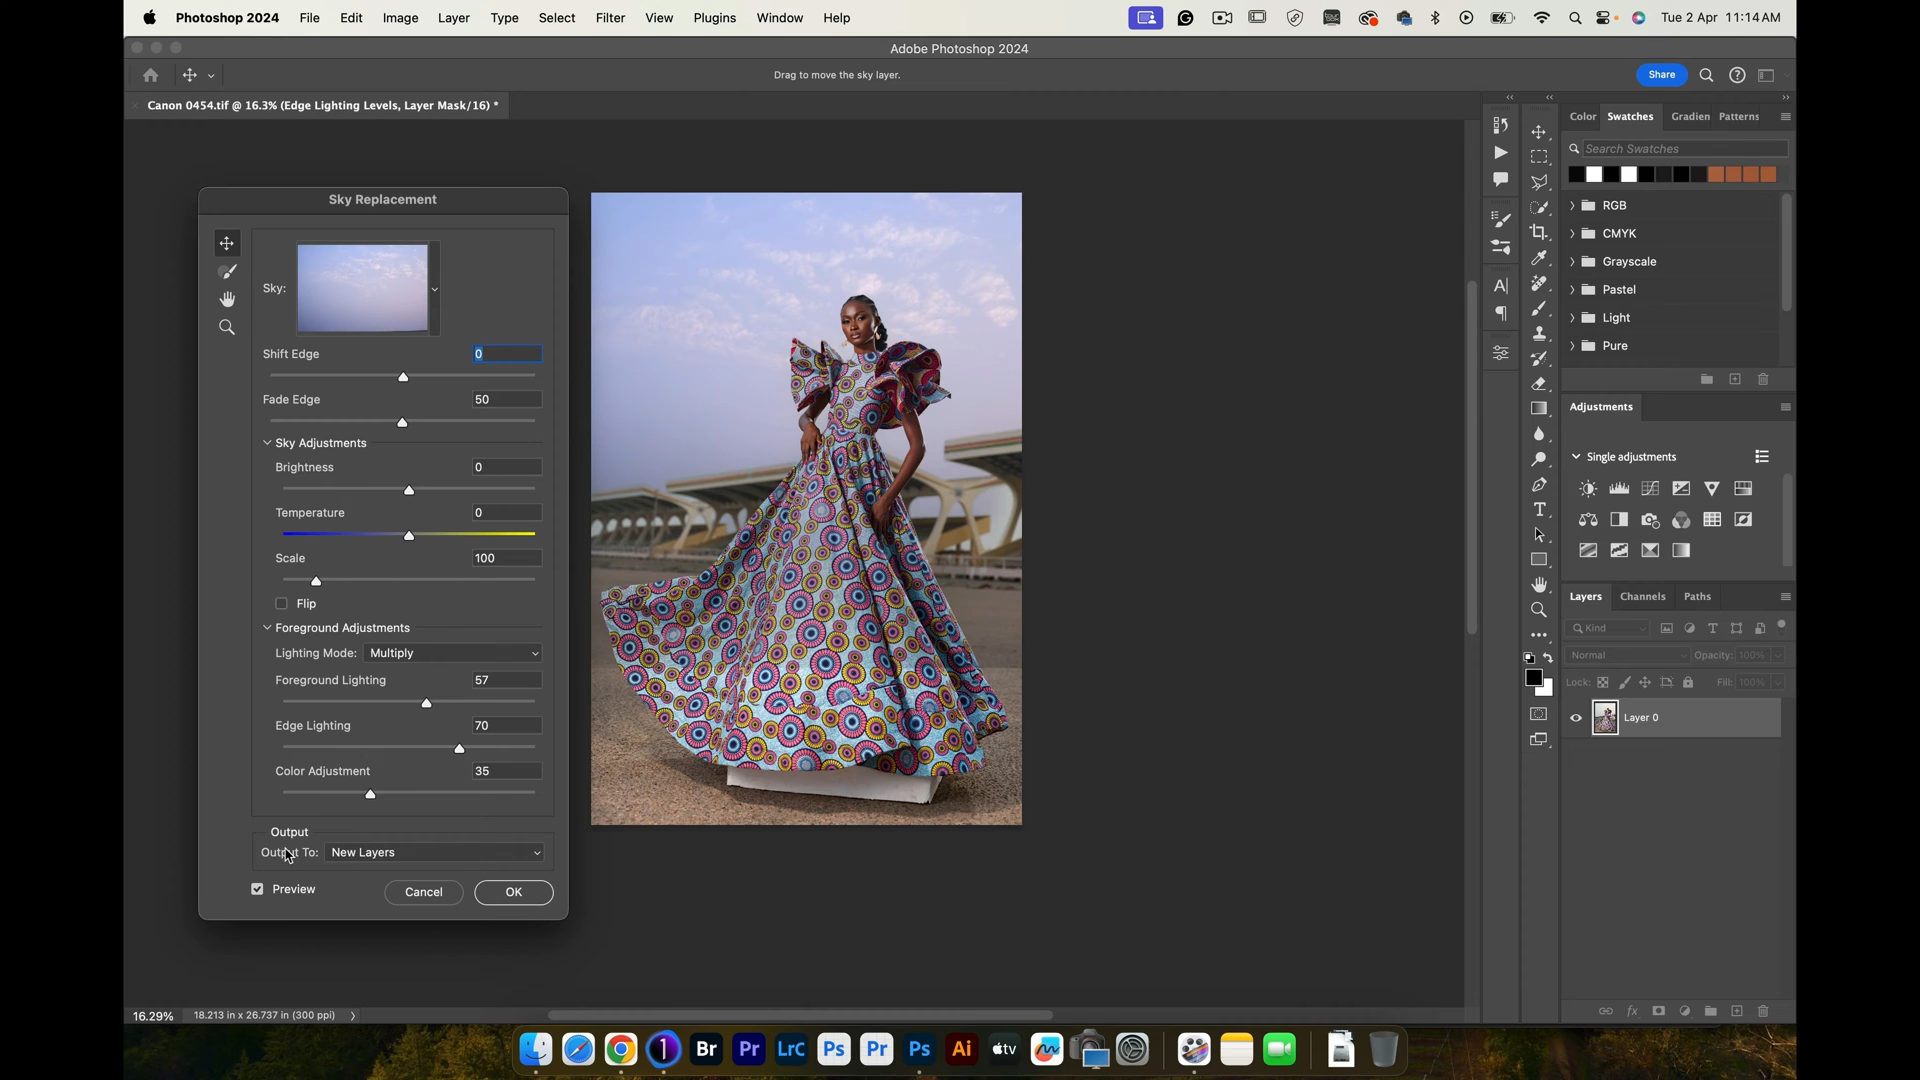 Photoshop 2024 File Edit Image Layer Type Select Filter View Plugins Window Help Tue 2 Apr 11:14 AM
Adobe Photoshop 2024
Drag to move the sky layer.
Share
Canon 0454.tif @ 16.3% (Edge Lighting Levels, Layer Mask/16) *
Sky Replacement
Sky:
Shift Edge 0
Fade Edge 50
Sky Adjustments
Brightness 0
Temperature 0
Scale 100
Flip
Foreground Adjustments
Lighting Mode: Multiply
Foreground Lighting 57
Edge Lighting 70
Color Adjustment 35
Output
Output To: New Layers
Preview Cancel OK
Color Swatches Gradien Patterns
Search Swatches
RGB
CMYK
Grayscale
Pastel
Light
Pure
Adjustments
Single adjustments
Layers Channels Paths
Kind
Normal Opacity: 100%
Lock: Fill: 100%
Layer 0
16.29% 18.213 in x 26.737 in (300 ppi)
1 Br Pr LrC Ps Pr Ps Ai tv